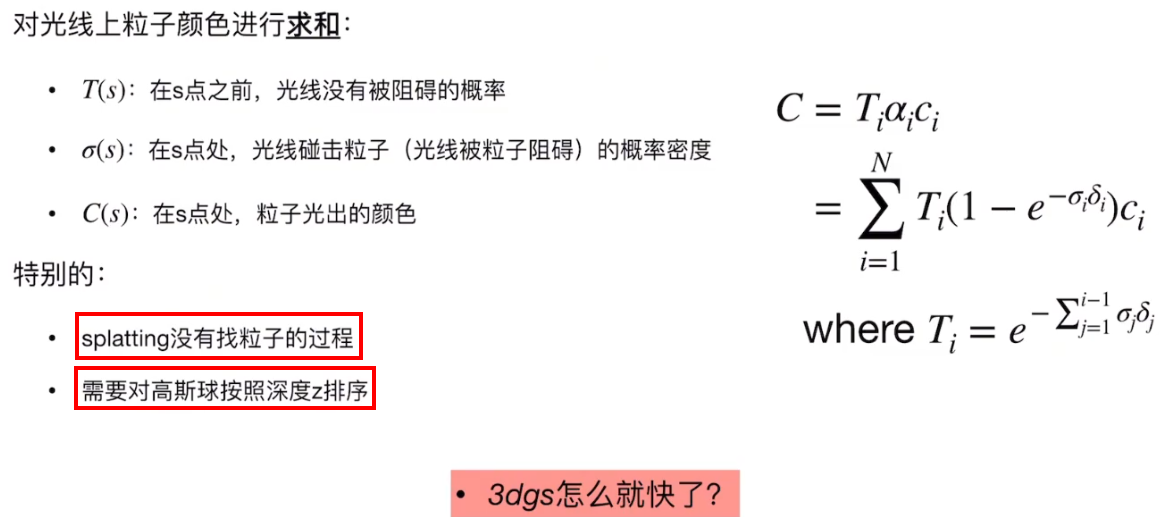 对光线上粒子颜色进行求和：
• T(s)：在s点之前，光线没有被阻碍的概率
• σ(s)：在s点处，光线碰击粒子（光线被粒子阻碍）的概率密度
• C(s)：在s点处，粒子光出的颜色
特别的：
• splatting没有找粒子的过程
• 需要对高斯球按照深度z排序
C = T_i α_i c_i
= \sum_{i=1}^{N} T_i (1 − e^{−σ_i δ_i}) c_i
where T_i = e^{−\sum_{j=1}^{i−1} σ_j δ_j}
• 3dgs怎么就快了？